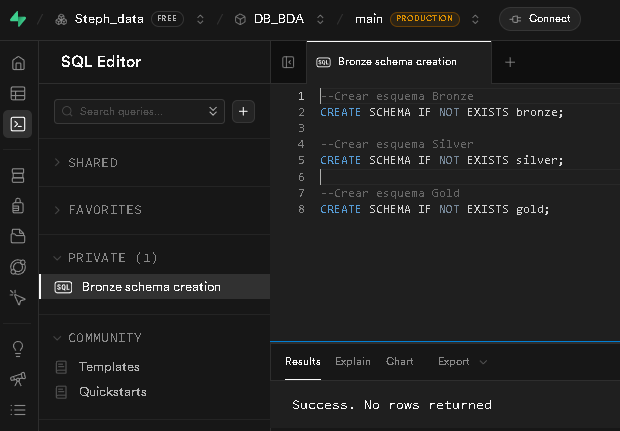 Steph_data FREE / DB_BDA / main PRODUCTION Connect
SQL Editor
Search queries...
SHARED
FAVORITES
PRIVATE (1)
SQL Bronze schema creation
COMMUNITY
Templates
Quickstarts
SQL Bronze schema creation
1 --Crear esquema Bronze
2 CREATE SCHEMA IF NOT EXISTS bronze;
3
4 --Crear esquema Silver
5 CREATE SCHEMA IF NOT EXISTS silver;
6
7 --Crear esquema Gold
8 CREATE SCHEMA IF NOT EXISTS gold;
Results Explain Chart Export
Success. No rows returned